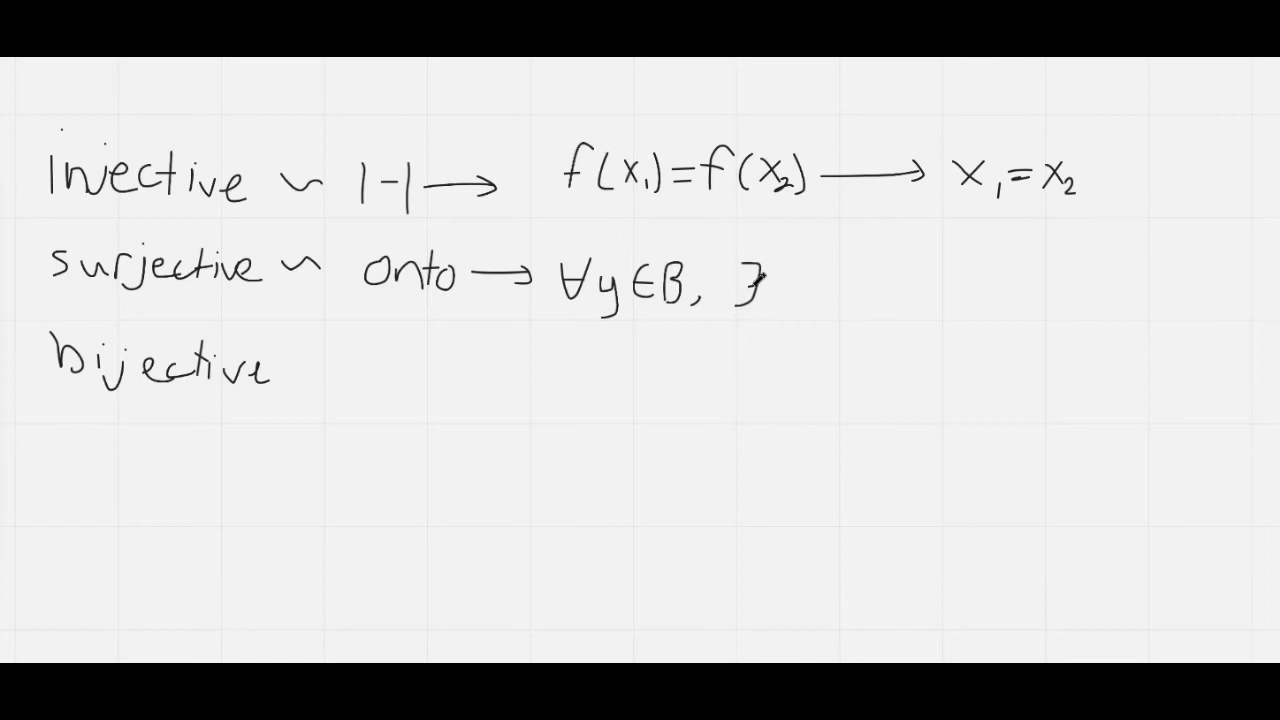 injective ~ 1-1 → f(x₁)=f(x₂) → x₁=x₂
surjective ~ onto → ∀y∈B, ∃
bijective